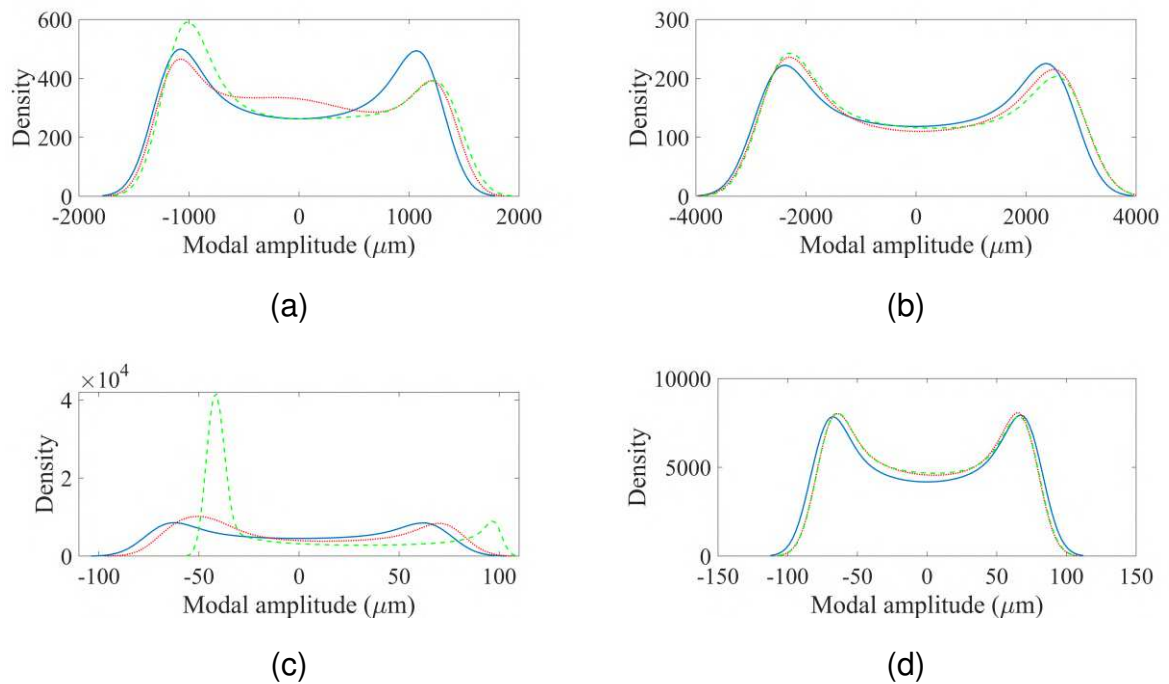 600
400
200
0
Density
-2000 -1000 0 1000 2000
Modal amplitude (μm)
(a)
300
200
100
0
Density
-4000 -2000 0 2000 4000
Modal amplitude (μm)
(b)
×10⁴
4
2
0
Density
-100 -50 0 50 100
Modal amplitude (μm)
(c)
10000
5000
0
Density
-150 -100 -50 0 50 100 150
Modal amplitude (μm)
(d)